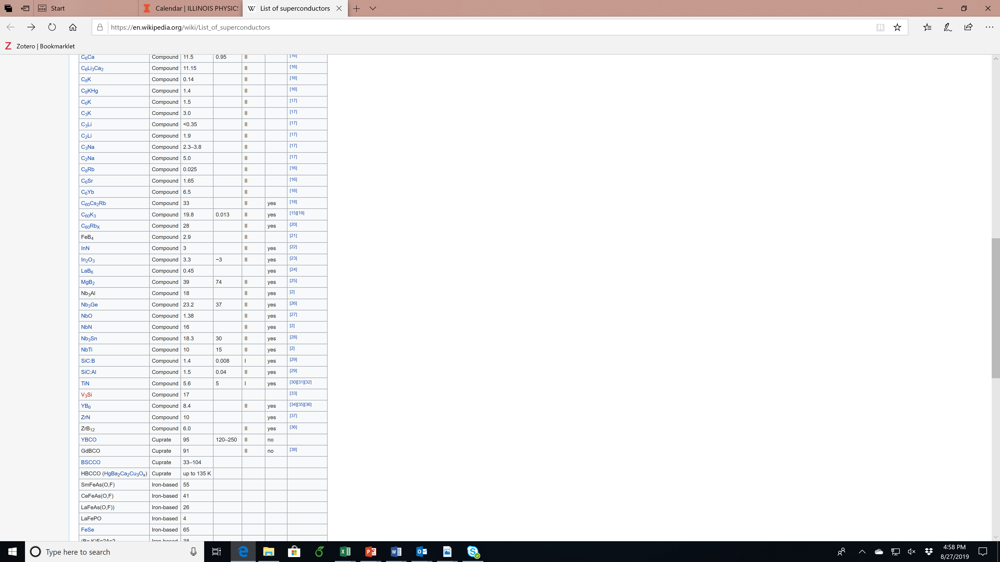 Start
Calendar | ILLINOIS PHYSICS
List of superconductors
https://en.wikipedia.org/wiki/List_of_superconductors
Zotero | Bookmarklet
C6Ca Compound 11.5 0.95 II [16]
C6Li3Ca2 Compound 11.15 II [16]
C8K Compound 0.14 II [16]
C8KHg Compound 1.4 II [16]
C6K Compound 1.5 II [17]
C3K Compound 3.0 II [17]
C3Li Compound <0.35 II [17]
C2Li Compound 1.9 II [17]
C3Na Compound 2.3–3.8 II [17]
C2Na Compound 5.0 II [17]
C8Rb Compound 0.025 II [16]
C6Sr Compound 1.65 II [16]
C6Yb Compound 6.5 II [16]
C60Cs2Rb Compound 33 II yes [18]
C60K3 Compound 19.8 0.013 II yes [15][19]
C60RbX Compound 28 II yes [20]
FeB4 Compound 2.9 II [21]
InN Compound 3 II yes [22]
In2O3 Compound 3.3 ~3 II yes [23]
LaB6 Compound 0.45 yes [24]
MgB2 Compound 39 74 II yes [25]
Nb3Al Compound 18 II yes [2]
Nb3Ge Compound 23.2 37 II yes [26]
NbO Compound 1.38 II yes [27]
NbN Compound 16 II yes [2]
Nb3Sn Compound 18.3 30 II yes [28]
NbTi Compound 10 15 II yes [2]
SiC:B Compound 1.4 0.008 I yes [29]
SiC:Al Compound 1.5 0.04 II yes [29]
TiN Compound 5.6 5 I yes [30][31][32]
V3Si Compound 17 [33]
YB6 Compound 8.4 II yes [34][35][36]
ZrN Compound 10 yes [37]
ZrB12 Compound 6.0 II yes [36]
YBCO Cuprate 95 120–250 II no
GdBCO Cuprate 91 II no [38]
BSCCO Cuprate 33–104
HBCCO (HgBa2Ca2Cu3Ox) Cuprate up to 135 K
SmFeAs(O,F) Iron-based 55
CeFeAs(O,F) Iron-based 41
LaFeAs(O,F)) Iron-based 26
LaFePO Iron-based 4
FeSe Iron-based 65
(Ba,K)Fe2As2 Iron-based 38
Type here to search
4:58 PM
8/27/2019